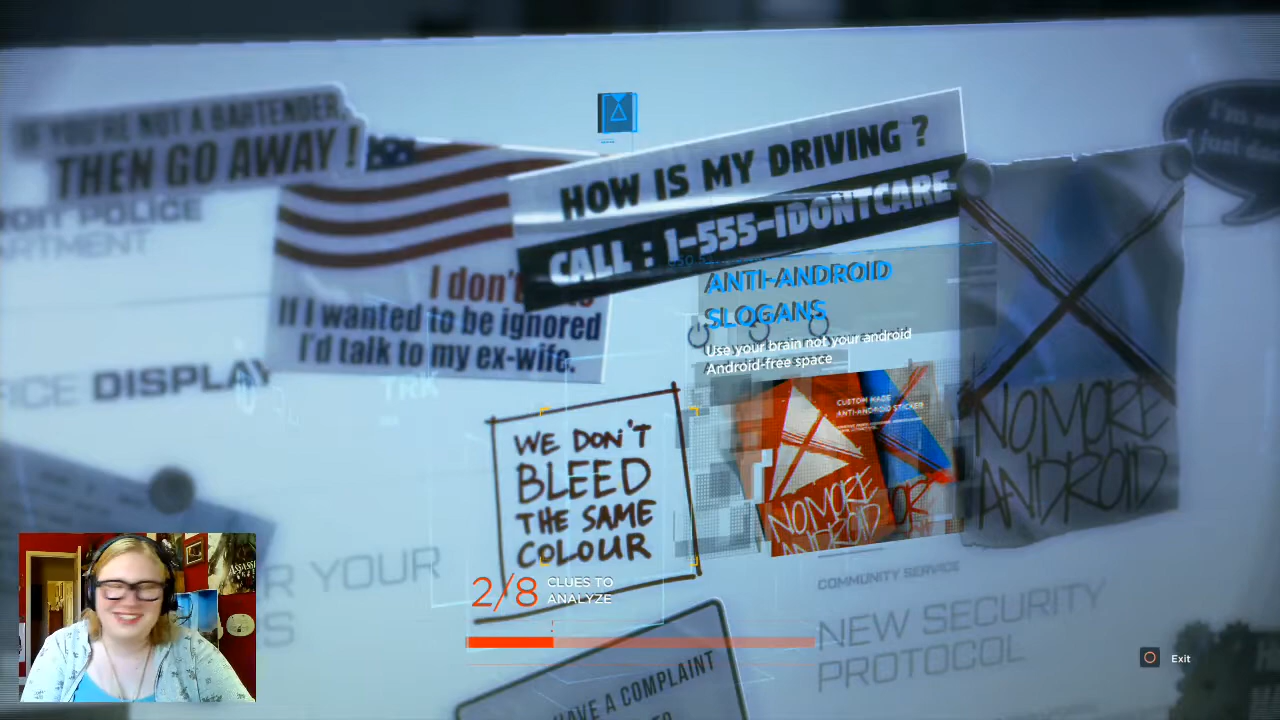 IF YOU'RE NOT A BARTENDER,
THEN GO AWAY !
HOW IS MY DRIVING ?
CALL : 1-555-IDONTCARE
POLICE
I don't
If I wanted to be ignored
I'd talk to my ex-wife.
ANTI-ANDROID
SLOGANS
Use your brain not your android
Android-free space
DISPLAY
TRK
CUSTOM MADE
ANTI-ANDROID STICKER
WE DON'T
BLEED
THE SAME
COLOUR
NO MORE
ANDROID
NO MORE
ANDROID
2/8 CLUES TO
ANALYZE
YOUR
COMMUNITY SERVICE
NEW SECURITY
PROTOCOL
HAVE A COMPLAINT
Exit